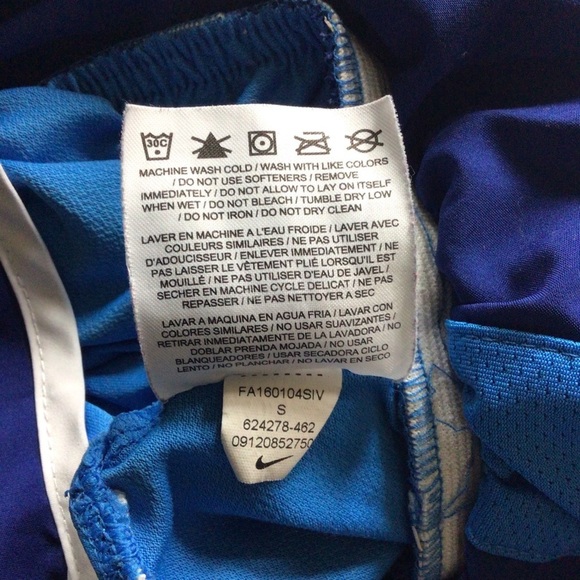 30C
MACHINE WASH COLD / WASH WITH LIKE COLORS
/ DO NOT USE SOFTENERS / REMOVE
IMMEDIATELY / DO NOT ALLOW TO LAY ON ITSELF
WHEN WET / DO NOT BLEACH / TUMBLE DRY LOW
/ DO NOT IRON / DO NOT DRY CLEAN
LAVER EN MACHINE A L'EAU FROIDE / LAVER AVEC
COULEURS SIMILAIRES / NE PAS UTILISER
D'ADOUCISSEUR / ENLEVER IMMEDIATEMENT / NE
PAS LAISSER LE VÊTEMENT PLIÉ LORSQU'IL EST
MOUILLÉ / NE PAS UTILISER D'EAU DE JAVEL /
SECHER EN MACHINE CYCLE DELICAT / NE PAS
REPASSER / NE PAS NETTOYER A SEC
LAVAR A MAQUINA EN AGUA FRIA / LAVAR CON
COLORES SIMILARES / NO USAR SUAVIZANTES /
RETIRAR INMEDIATAMENTE DE LA LAVADORA / NO
DOBLAR PRENDA MOJADA / NO USAR
BLANQUEADORES / USAR SECADORA CICLO
LENTO / NO PLANCHAR / NO LAVAR EN SECO
FA160104SIV
S
624278-462
09120852750